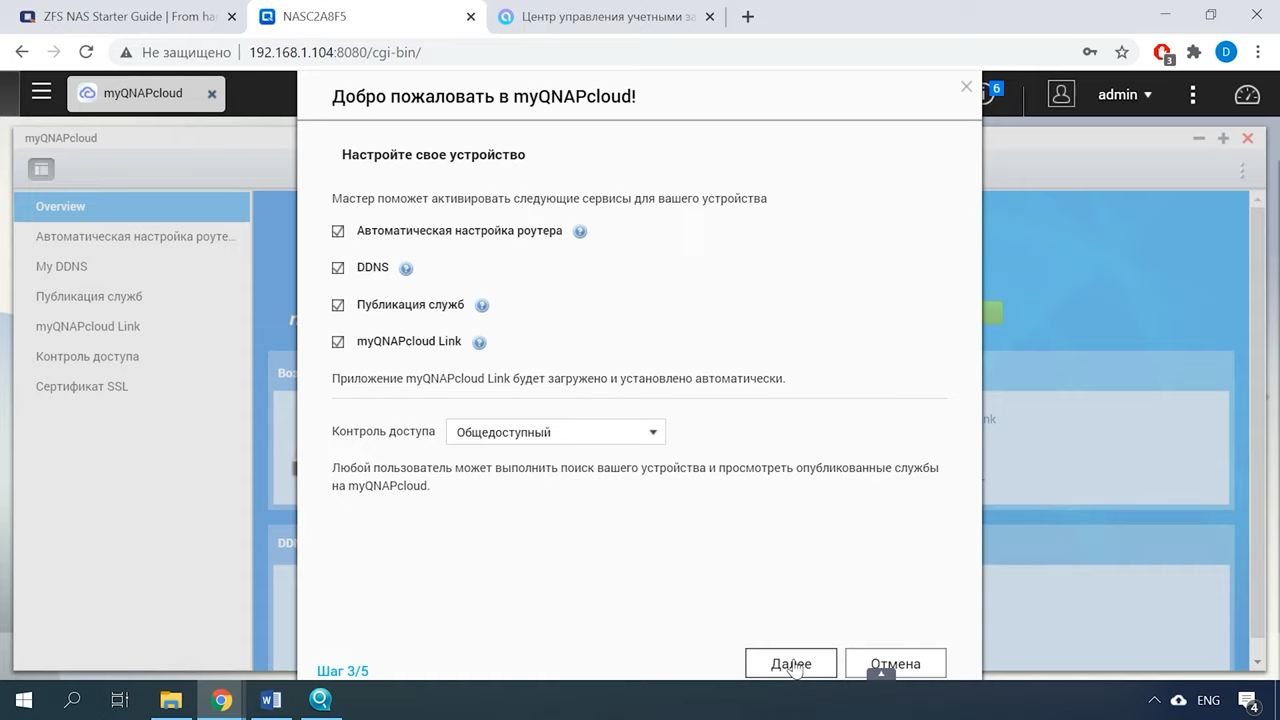 ZFS NAS Starter Guide | From ha
NASC2A8F5
Центр управления учетными за
Не защищено
192.168.1.104:8080/cgi-bin/
3
D
myQNAPcloud
Добро пожаловать в myQNAPcloud!
6
admin
myQNAPcloud
Настройте свое устройство
Overview
Автоматическая настройка роуте...
My DDNS
Публикация служб
myQNAPcloud Link
Контроль доступа
Сертификат SSL
Мастер поможет активировать следующие сервисы для вашего устройства
Автоматическая настройка роутера
DDNS
Публикация служб
myQNAPcloud Link
Приложение myQNAPcloud Link будет загружено и установлено автоматически.
Контроль доступа
Общедоступный
Любой пользователь может выполнить поиск вашего устройства и просмотреть опубликованные службы
на myQNAPcloud.
Шаг 3/5
Далее
Отмена
ENG
4